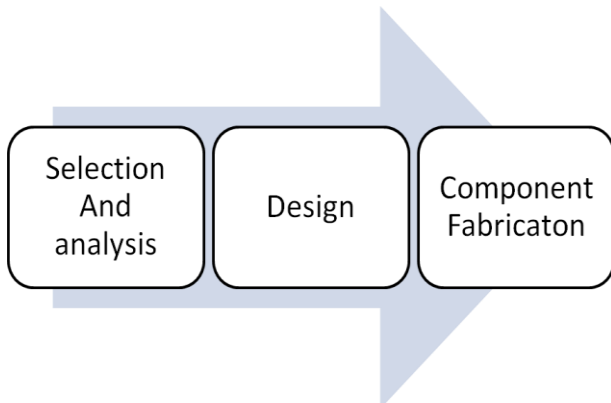 Selection
And
analysis
Design
Component
Fabricaton